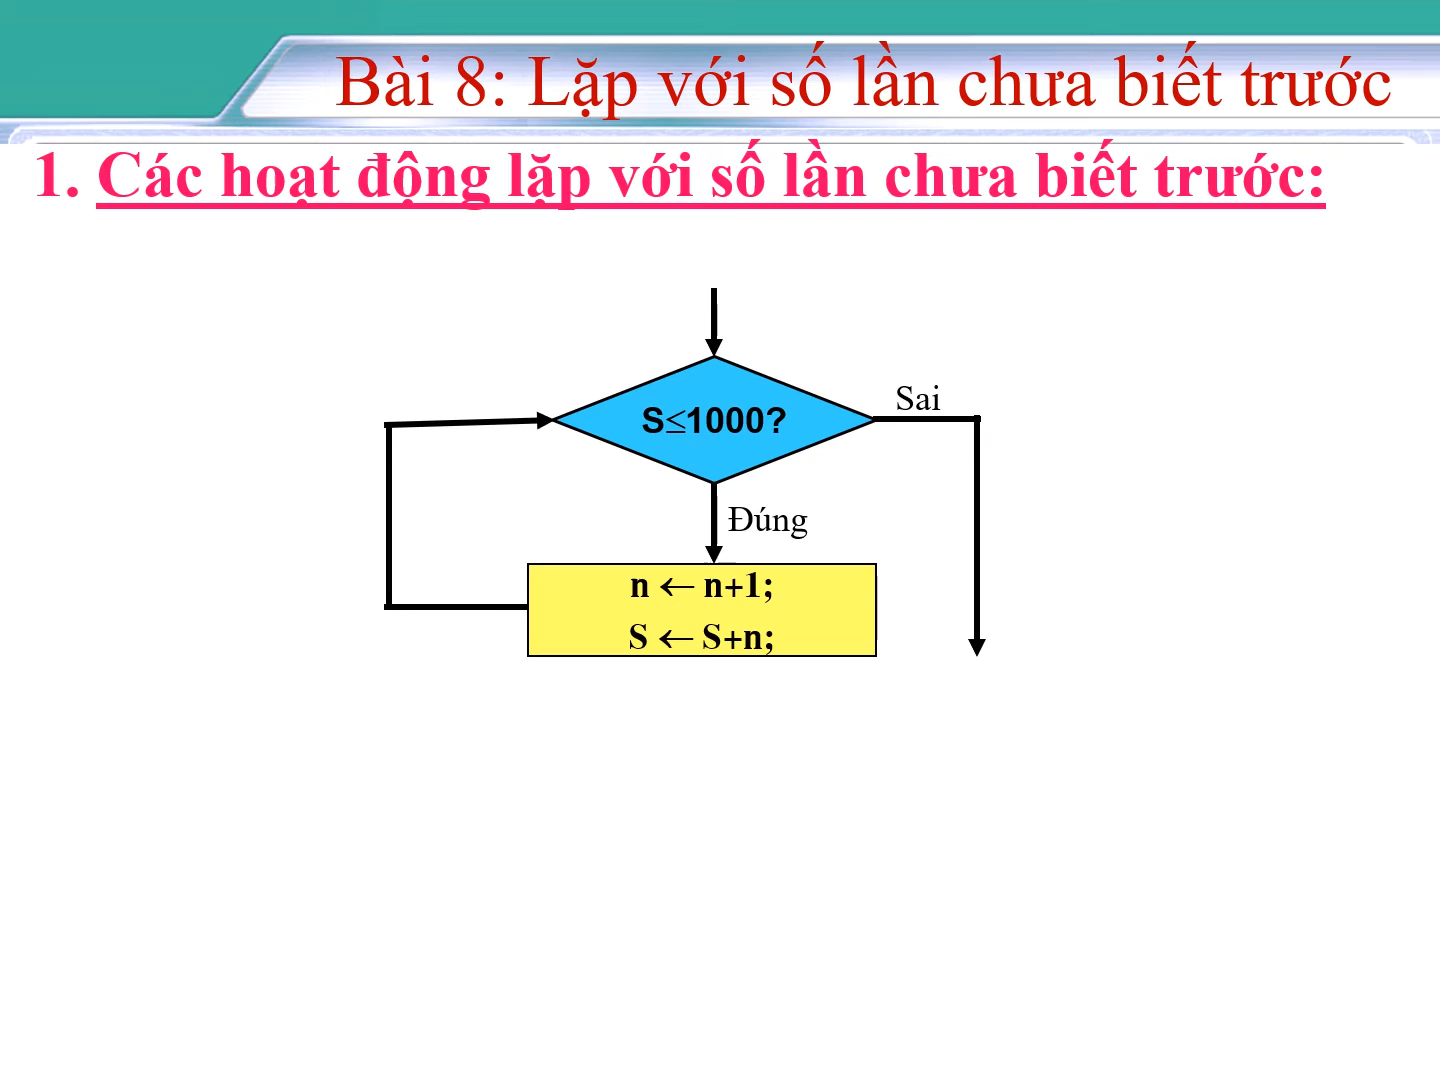 Bài 8: Lặp với số lần chưa biết trước
1. Các hoạt động lặp với số lần chưa biết trước:
S≤1000?
Sai
Đúng
n ← n+1;
S ← S+n;